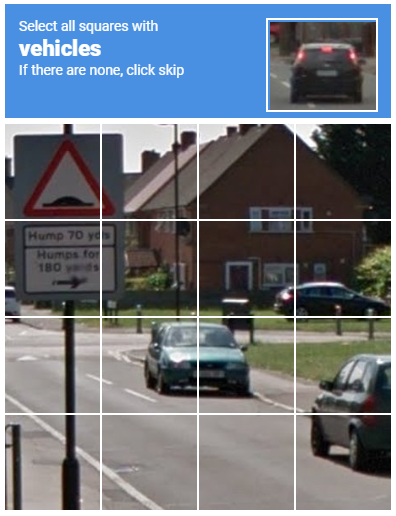 Select all squares with
vehicles
If there are none, click skip
Hump 70 yds
Humps for
180 yards